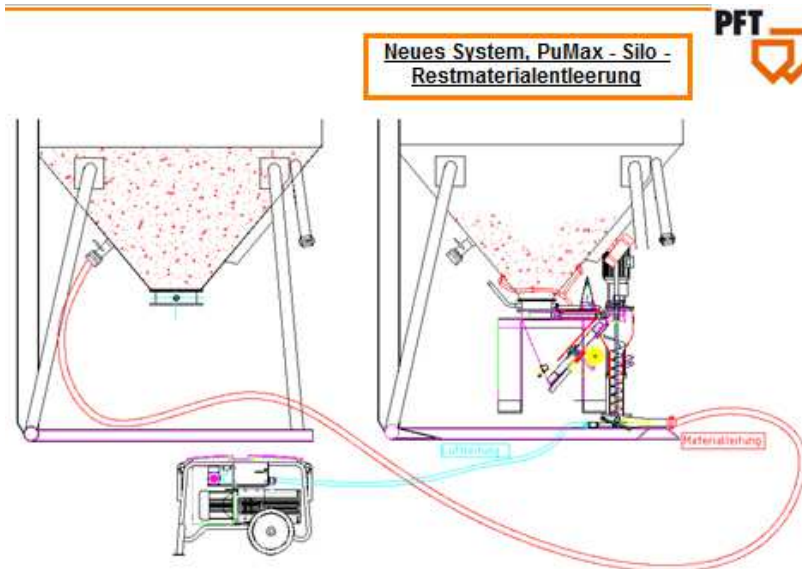 PFT
Neues System, PuMax - Silo -
Restmaterialentleerung
Luftleitung
Materialleitung